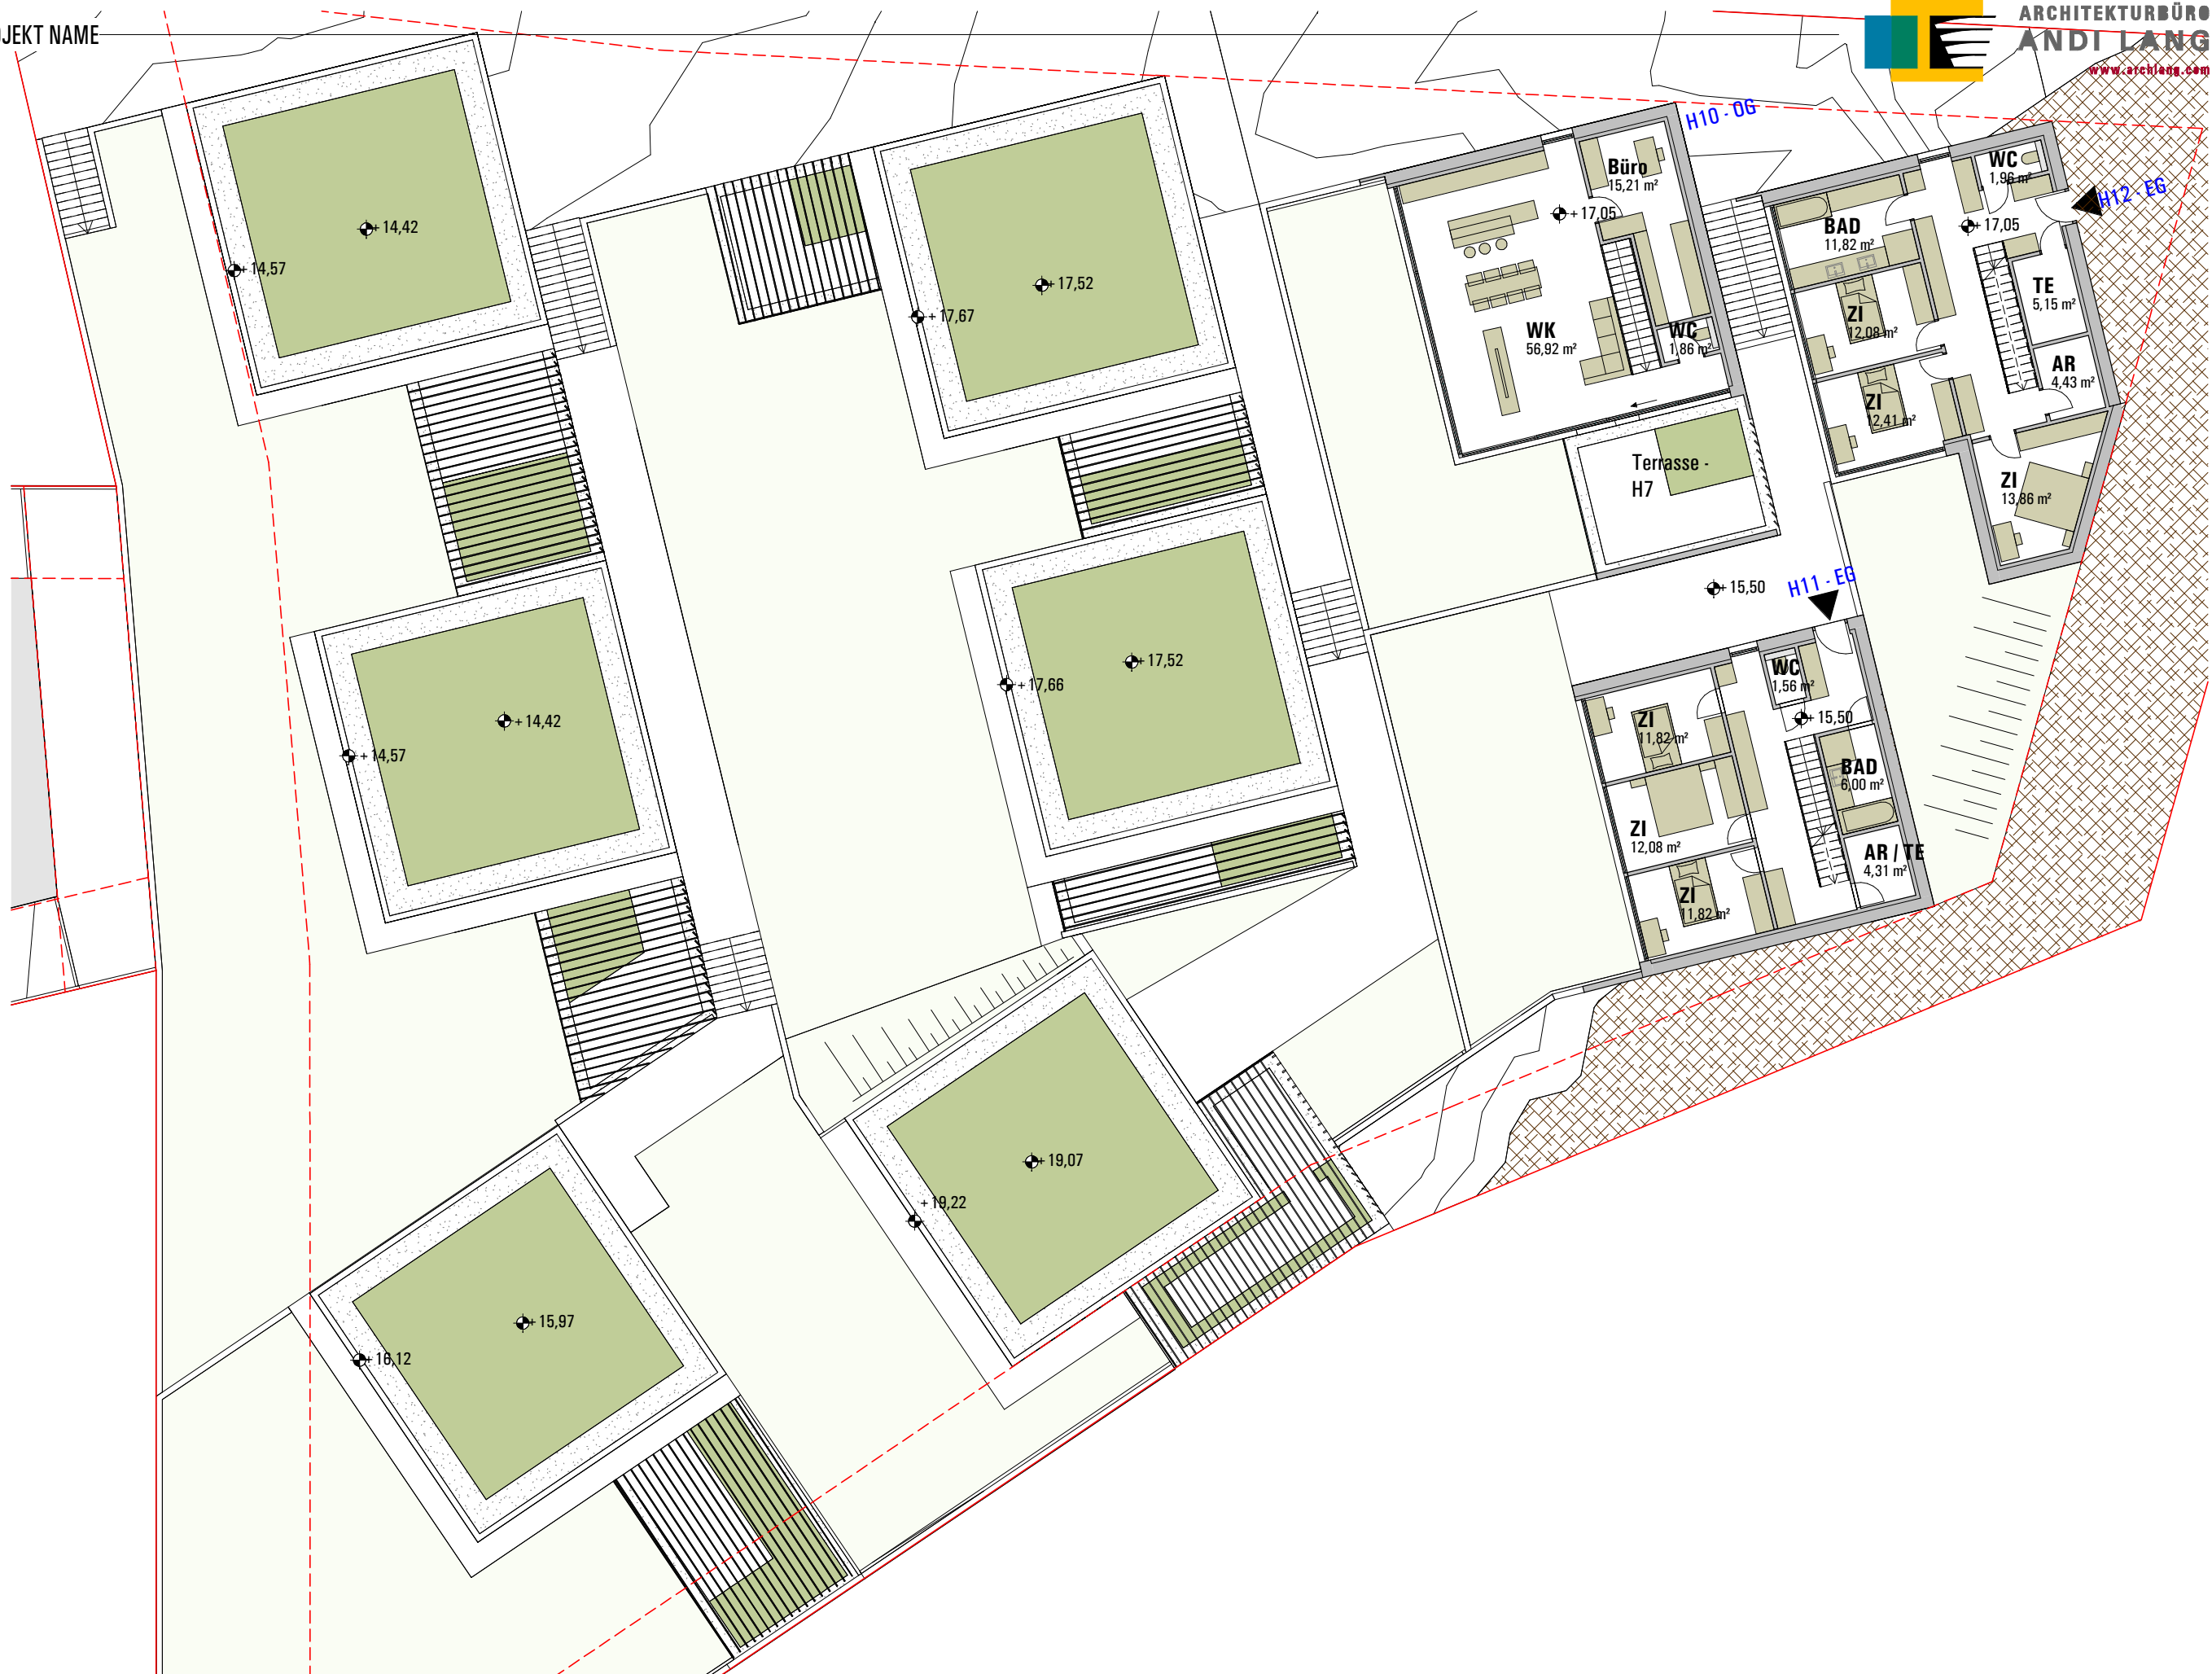 JEKT NAME
ARCHITEKTURBÜRO
ANDI LANG
www.archlang.com
H10 - OG
Büro
15,21 m²
+ 17,05
WK
56,92 m²
WC
1,86 m²
Terrasse -
H7
H12 - EG
WC
1,96 m²
BAD
11,82 m²
+ 17,05
TE
5,15 m²
ZI
12,08 m²
AR
4,43 m²
ZI
12,41 m²
ZI
13,86 m²
+ 15,50
H11 - EG
WC
1,56 m²
+ 15,50
ZI
11,82 m²
BAD
6,00 m²
ZI
12,08 m²
AR / TE
4,31 m²
ZI
11,82 m²
+ 14,42
+ 14,57
+ 17,52
+ 17,67
+ 17,52
+ 17,66
+ 14,42
+ 14,57
+ 19,07
+ 19,22
+ 15,97
+ 16,12